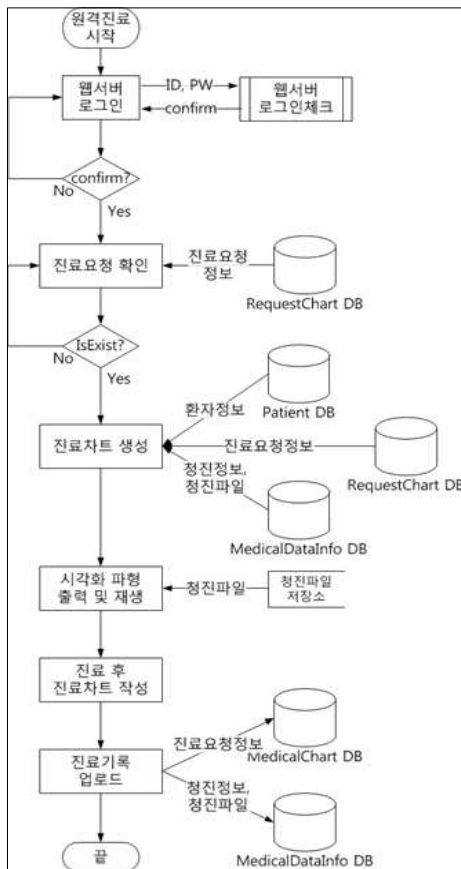 원격진료
시작
웹서버
로그인
ID, PW
confirm
웹서버
로그인체크
confirm?
No
Yes
진료요청 확인
진료요청
정보
RequestChart DB
IsExist?
No
Yes
환자정보
Patient DB
진료차트 생성
진료요청정보
RequestChart DB
청진정보,
청진파일
MedicalDataInfo DB
시각화 파형
출력 및 재생
청진파일
청진파일
저장소
진료 후
진료차트 작성
진료요청정보
MedicalChart DB
진료기록
업로드
청진정보,
청진파일
MedicalDataInfo DB
끝